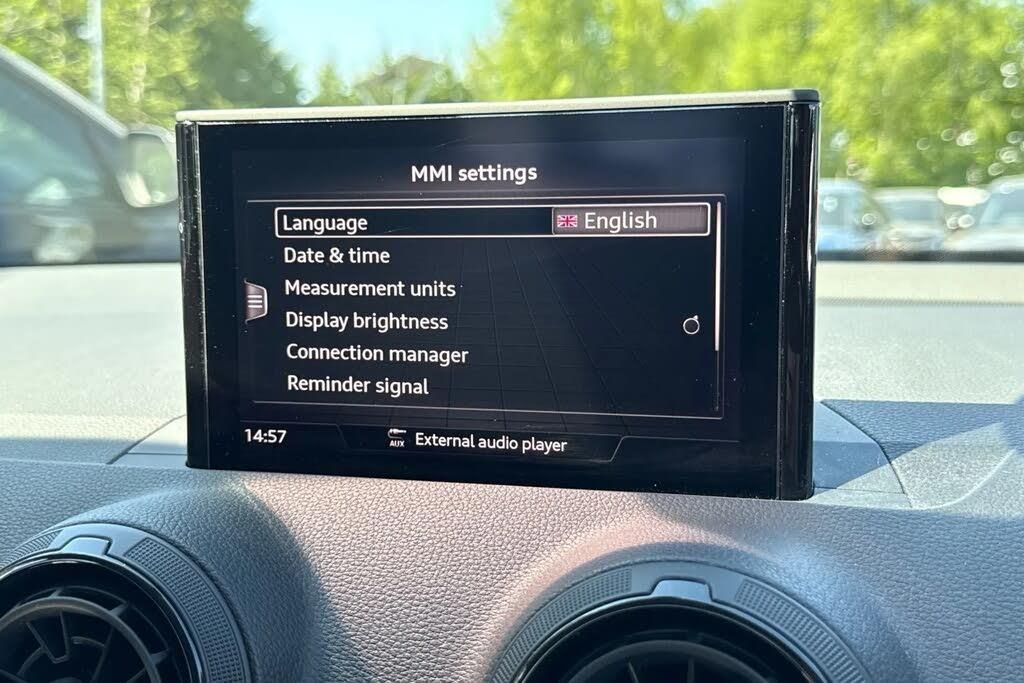 MMI settings
Language English
Date & time
Measurement units
Display brightness
Connection manager
Reminder signal
14:57 AUX External audio player